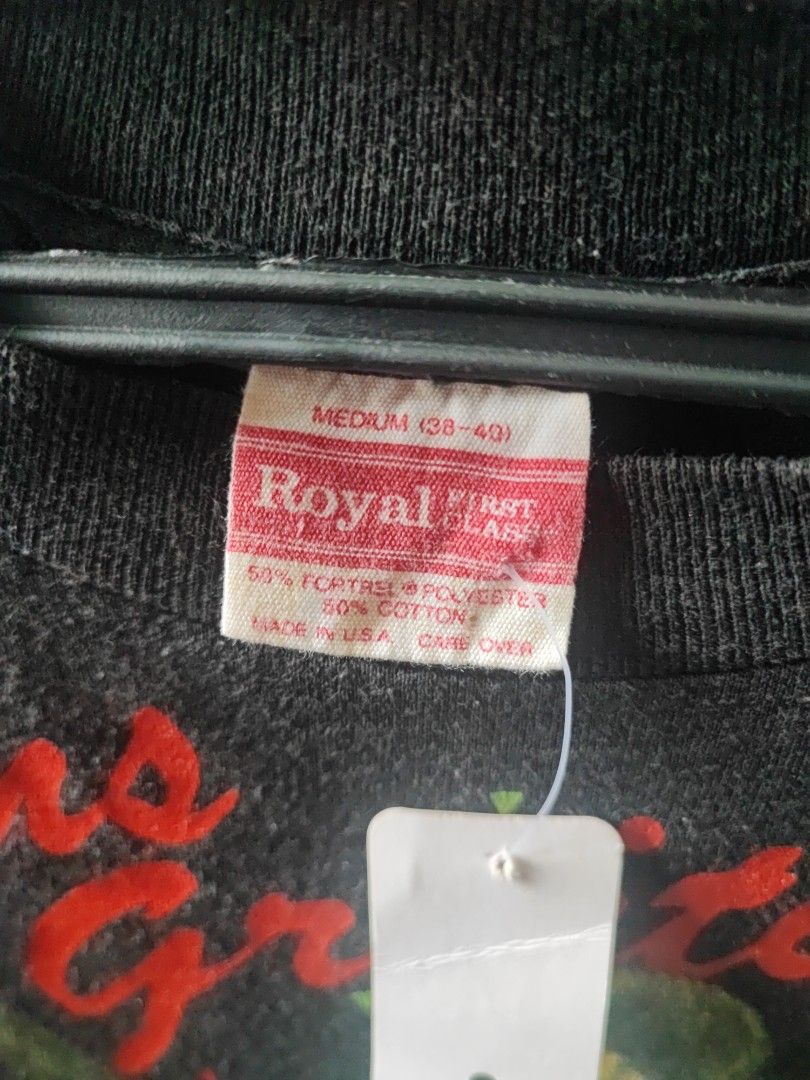 MEDIUM (38-40)
Royal FIRST CLASS
50% FORTREL® POLYESTER
50% COTTON
MADE IN U.S.A. CARE OVER